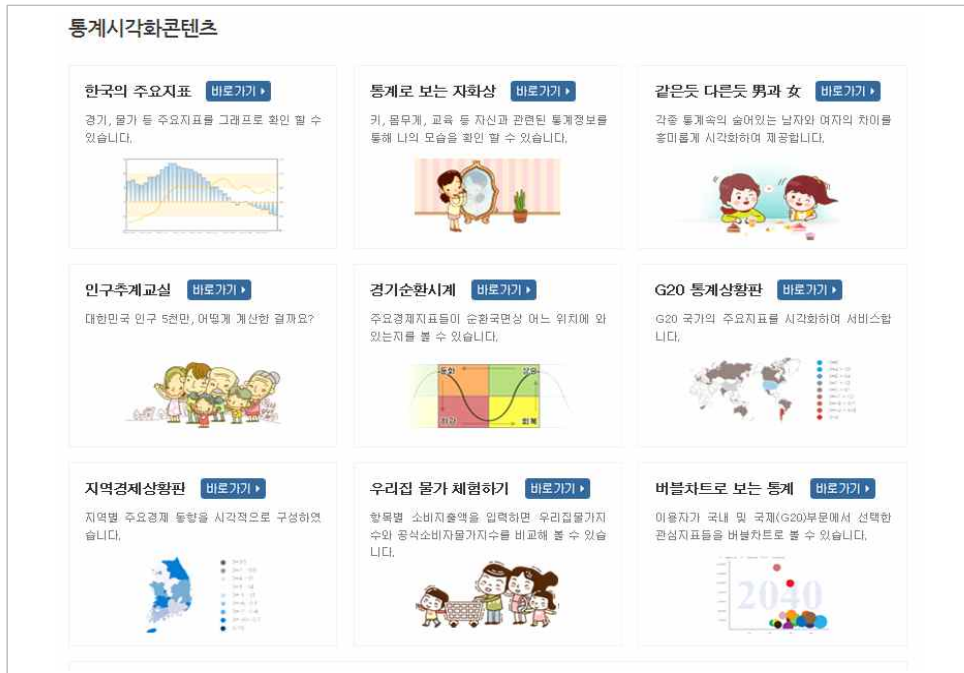 통계시각화콘텐츠
한국의 주요지표 바로가기
경기, 물가 등 주요지표를 그래프로 확인 할 수
있습니다.
통계로 보는 자화상 바로가기
키, 몸무게, 교육 등 자신과 관련된 통계정보를
통해 나의 모습을 확인 할 수 있습니다.
같은듯 다른듯 男과 女 바로가기
각종 통계속의 숨어있는 남자와 여자의 차이를
흥미롭게 시각화하여 제공합니다.
인구추계교실 바로가기
대한민국 인구 5천만, 어떻게 계산한 걸까요?
경기순환시계 바로가기
주요경제지표들이 순환국면상 어느 위치에 와
있는지를 볼 수 있습니다.
둔화 상승
하강 회복
G20 통계상황판 바로가기
G20 국가의 주요지표를 시각화하여 서비스합
니다.
지역경제상황판 바로가기
지역별 주요경제 동향을 시각적으로 구성하였
습니다.
우리집 물가 체험하기 바로가기
항목별 소비지출액을 입력하면 우리집물가지
수와 공식소비자물가지수를 비교해 볼 수 있습
니다.
버블차트로 보는 통계 바로가기
이용자가 국내 및 국제(G20)부문에서 선택한
관심지표들을 버블차트로 볼 수 있습니다.
2040